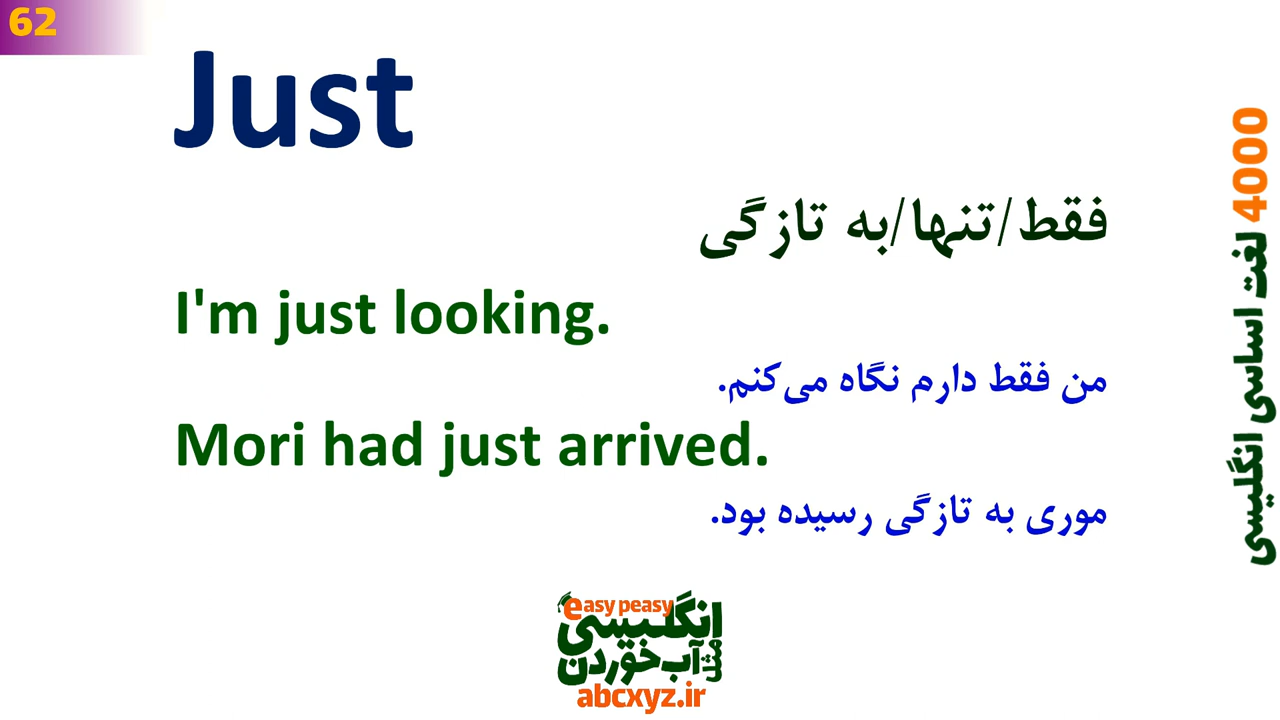 62
Just
فقط/تنها/به تازگی
I'm just looking.
من فقط دارم نگاه می‌کنم.
Mori had just arrived.
موری به تازگی رسیده بود.
4000 لغت اساسی انگلیسی
easy peasy
انگلیسی
مثل آب خوردن
abcxyz.ir